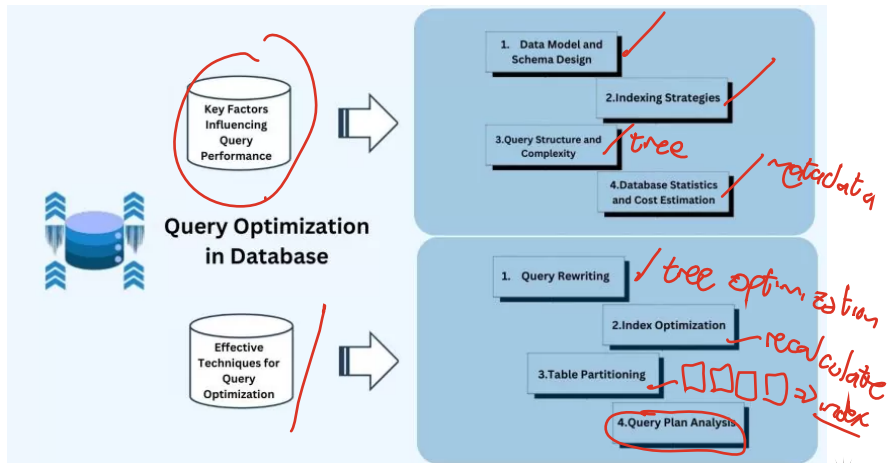 Key Factors
Influencing
Query
Performance
1. Data Model and
Schema Design
2.Indexing Strategies
3.Query Structure and
Complexity
tree
4.Database Statistics
and Cost Estimation
metadata
Query Optimization
in Database
Effective
Techniques for
Query
Optimization
1. Query Rewriting
tree optimization
2.Index Optimization
recalculate
3.Table Partitioning
index
4.Query Plan Analysis